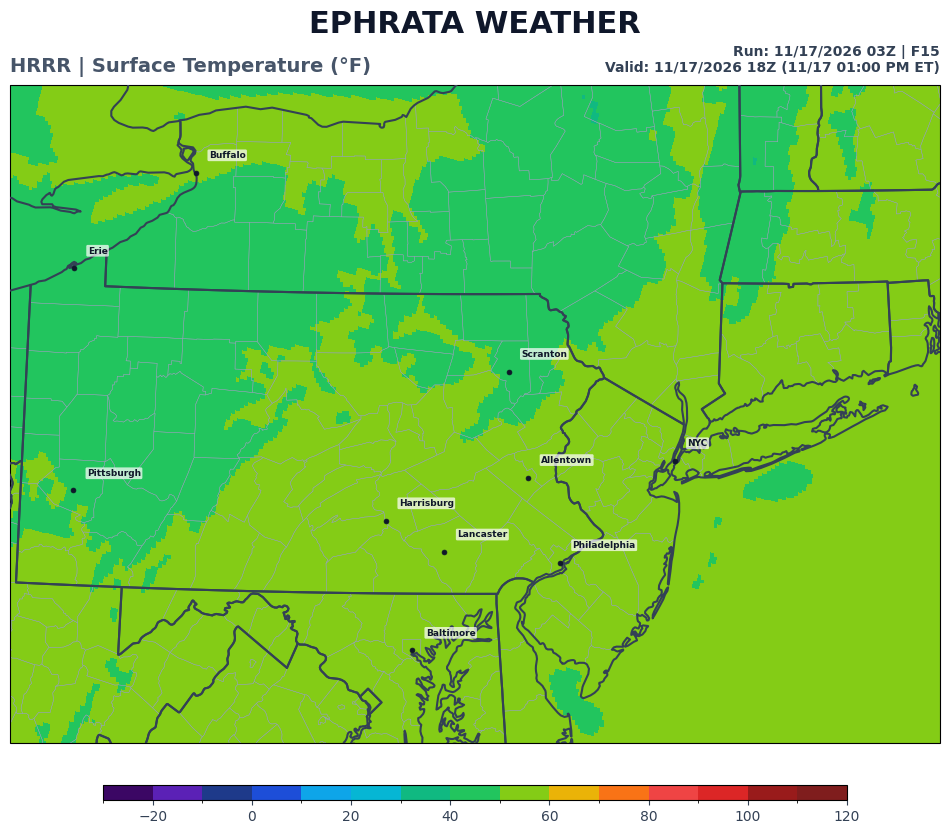 EPHRATA WEATHER
HRRR | Surface Temperature (°F)
Run: 11/17/2026 03Z | F15
Valid: 11/17/2026 18Z (11/17 01:00 PM ET)
Buffalo
Erie
Scranton
NYC
Pittsburgh
Allentown
Harrisburg
Lancaster
Philadelphia
Baltimore
−20 0 20 40 60 80 100 120